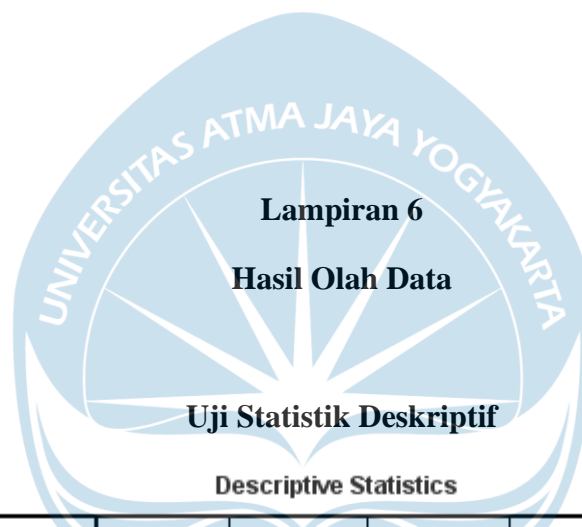 UNIVERSITAS ATMA JAYA YOGYAKARTA
Lampiran 6
Hasil Olah Data
Uji Statistik Deskriptif
Descriptive Statistics